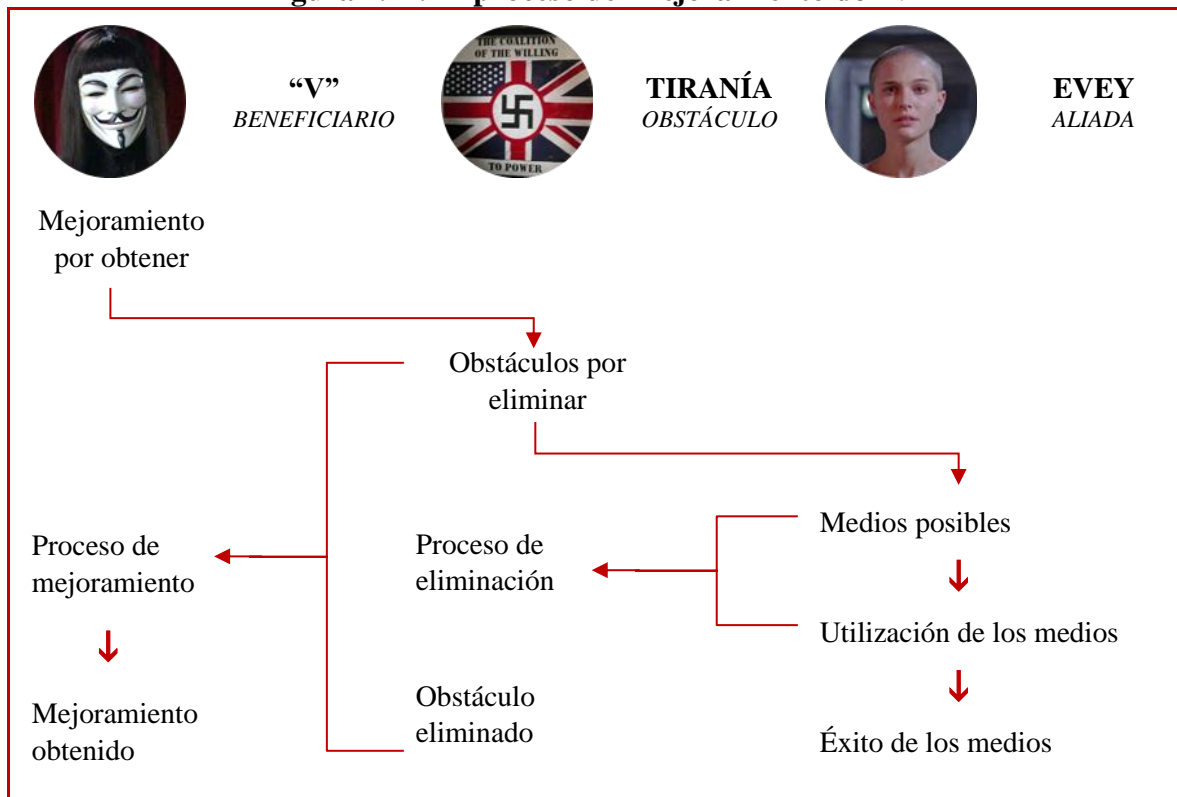 “V”
BENEFICIARIO
THE COALITION
OF THE WILLING
TO POWER
TIRANÍA
OBSTÁCULO
EVEY
ALIADA
Mejoramiento
por obtener
Obstáculos por
eliminar
Medios posibles
Proceso de
mejoramiento
Proceso de
eliminación
Utilización de los medios
Mejoramiento
obtenido
Obstáculo
eliminado
Éxito de los medios